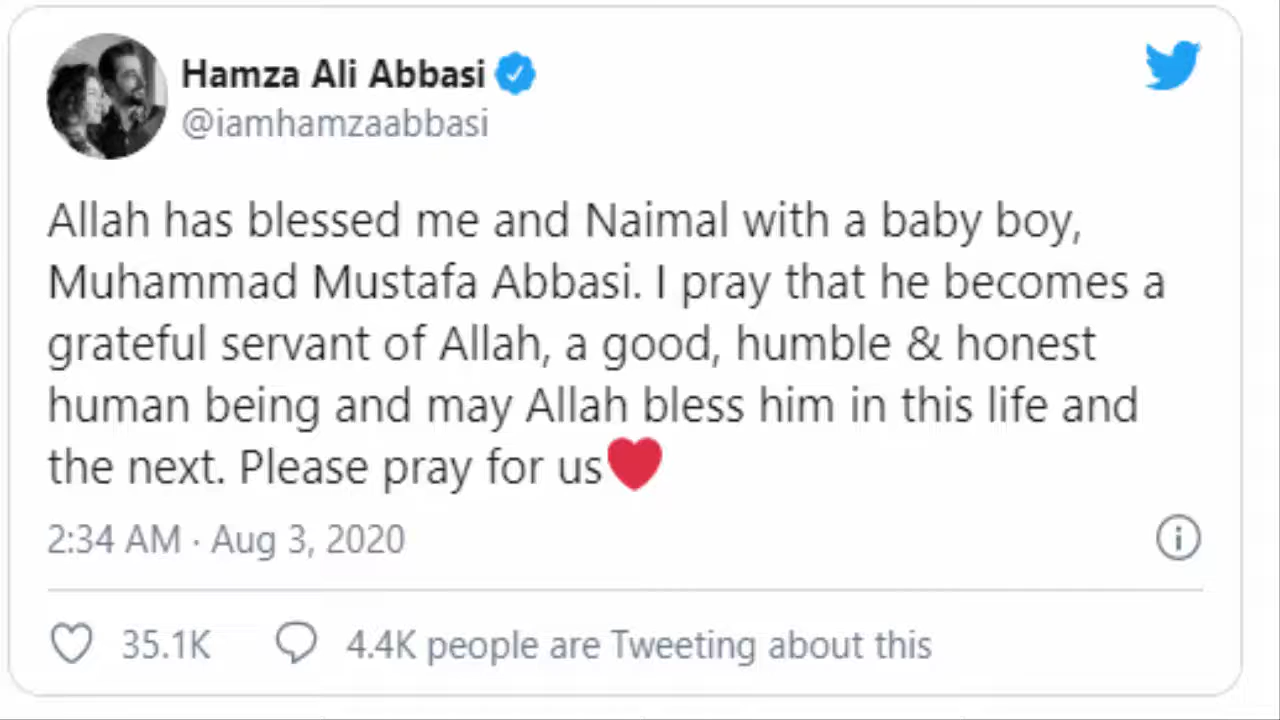 Hamza Ali Abbasi
@iamhamzaabbasi
Allah has blessed me and Naimal with a baby boy,
Muhammad Mustafa Abbasi. I pray that he becomes a
grateful servant of Allah, a good, humble & honest
human being and may Allah bless him in this life and
the next. Please pray for us❤
2:34 AM · Aug 3, 2020
35.1K 4.4K people are Tweeting about this